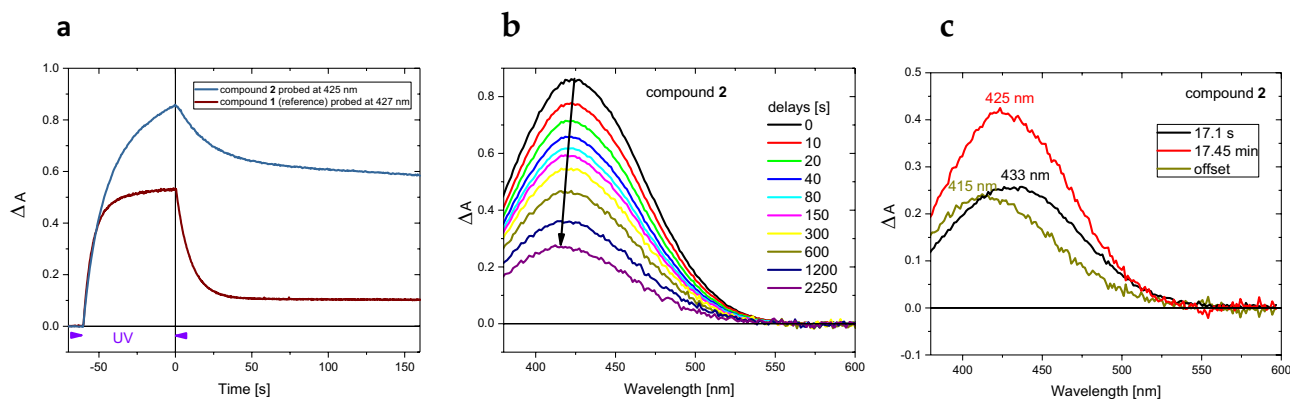 a
1.0
0.8
0.6
0.4
0.2
0.0
Δ A
compound 2 probed at 425 nm
compound 1 (reference) probed at 427 nm
UV
-50
0
50
100
150
Time [s]
b
0.8
0.6
0.4
0.2
0.0
Δ A
compound 2
delays [s]
0
10
20
40
80
150
300
600
1200
2250
400
450
500
550
600
Wavelength [nm]
c
0.5
0.4
0.3
0.2
0.1
0.0
-0.1
Δ A
compound 2
425 nm
433 nm
415 nm
17.1 s
17.45 min
offset
400
450
500
550
600
Wavelength [nm]